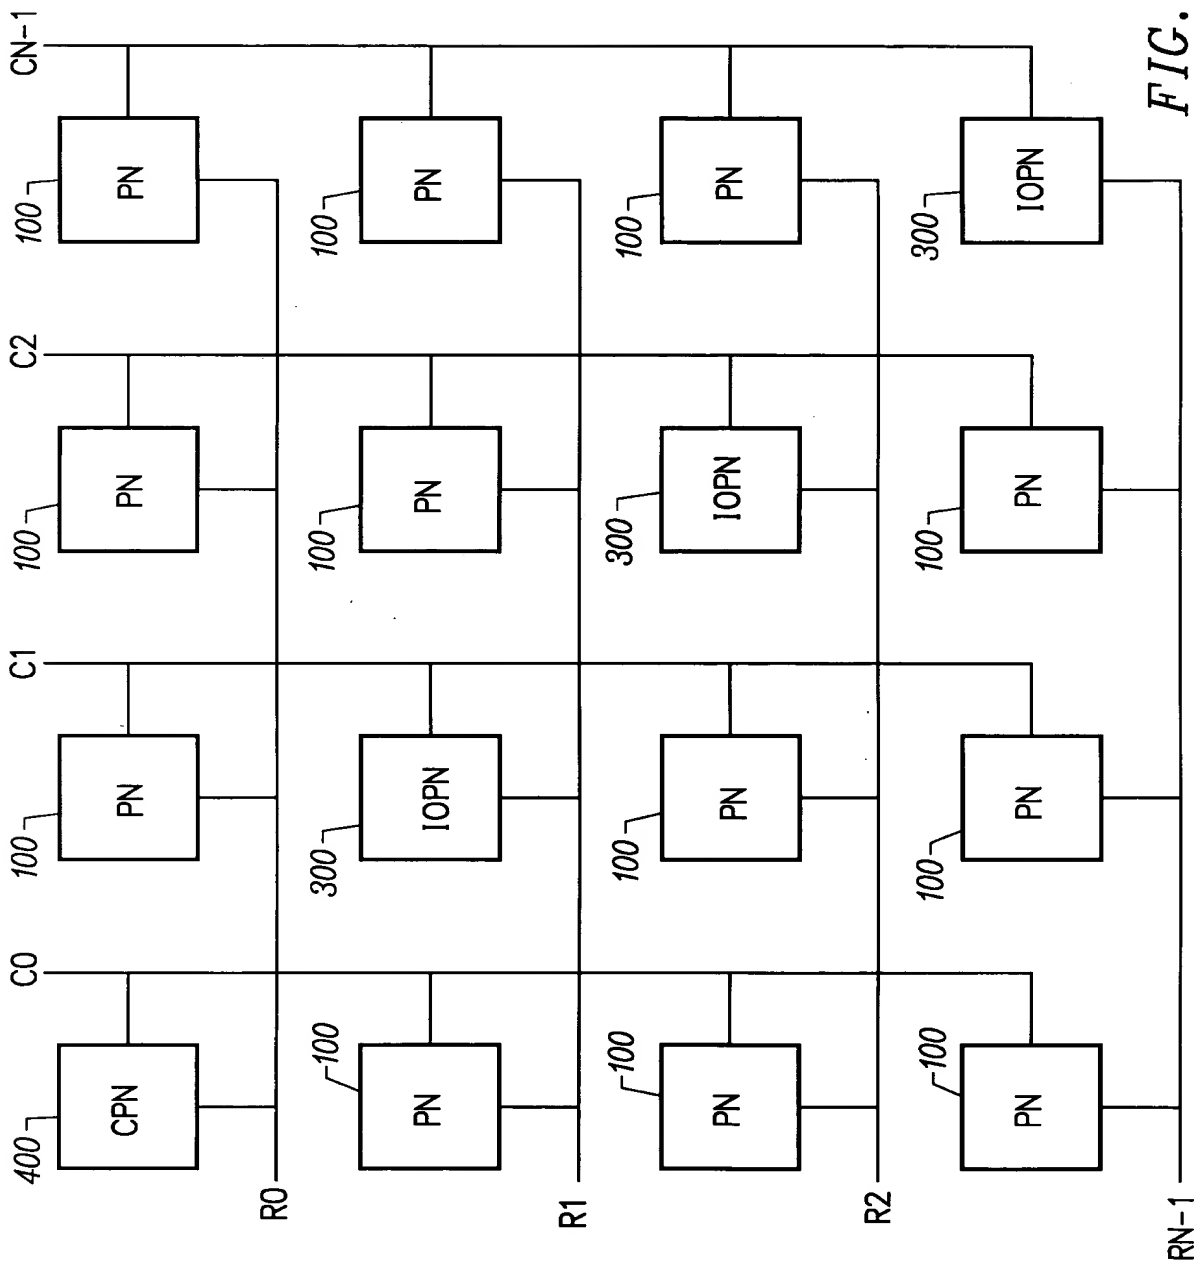 400 C0 100 C1 100 C2 100 CN-1
CPN PN PN PN
R0
100 300 100 100
PN IOPN PN PN
R1
100 100 300 100
PN PN IOPN PN
R2
100 100 100 300
PN PN PN IOPN
RN-1
FIG.